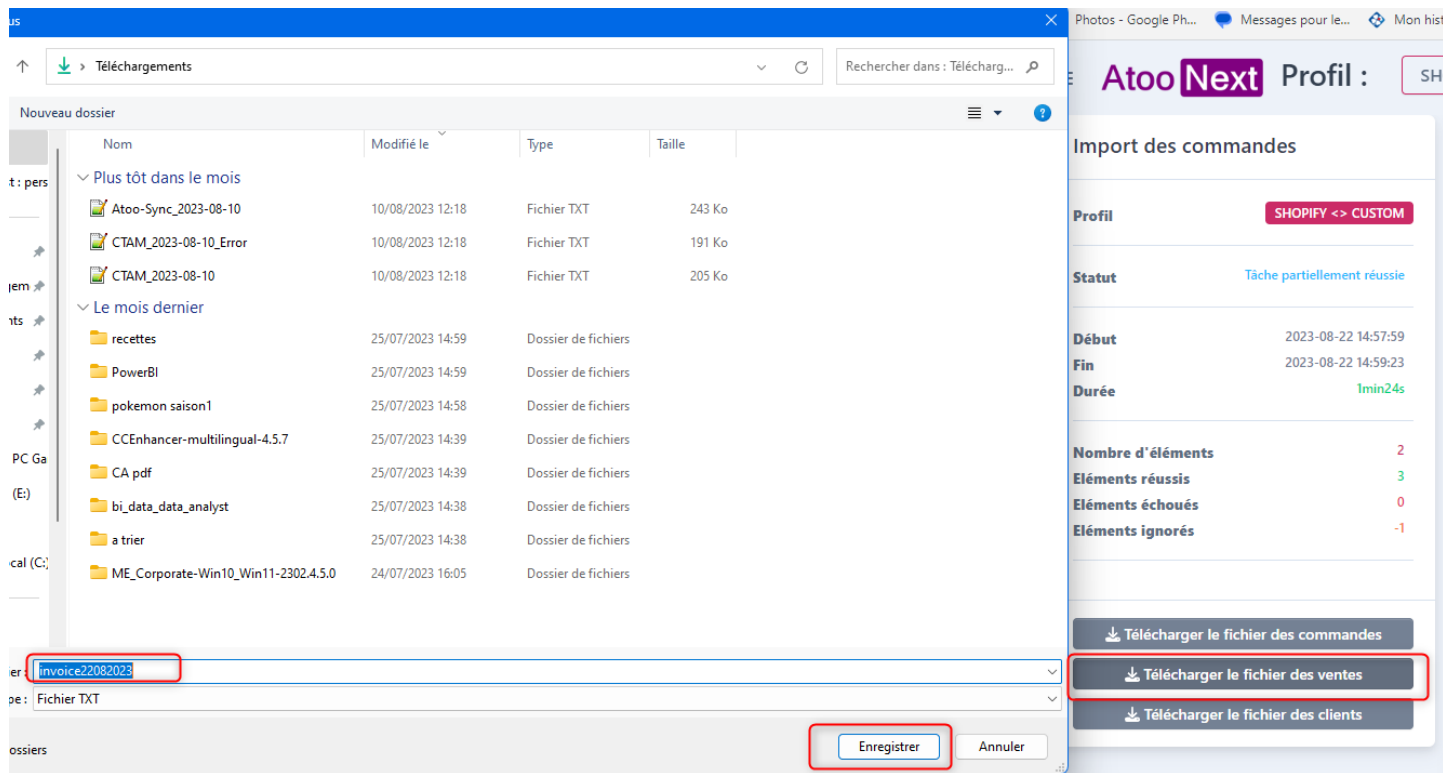 us
Téléchargements
Rechercher dans : Télécharg...
Nouveau dossier
Nom Modifié le Type Taille
t : pers
Plus tôt dans le mois
Atoo-Sync_2023-08-10 10/08/2023 12:18 Fichier TXT 243 Ko
CTAM_2023-08-10_Error 10/08/2023 12:18 Fichier TXT 191 Ko
gem
CTAM_2023-08-10 10/08/2023 12:18 Fichier TXT 205 Ko
nts
Le mois dernier
recettes 25/07/2023 14:59 Dossier de fichiers
PowerBI 25/07/2023 14:59 Dossier de fichiers
pokemon saison1 25/07/2023 14:58 Dossier de fichiers
CCEnhancer-multilingual-4.5.7 25/07/2023 14:39 Dossier de fichiers
PC Ga
CA pdf 25/07/2023 14:39 Dossier de fichiers
(E:)
bi_data_data_analyst 25/07/2023 14:38 Dossier de fichiers
a trier 25/07/2023 14:38 Dossier de fichiers
cal (C:)
ME_Corporate-Win10_Win11-2302.4.5.0 24/07/2023 16:05 Dossier de fichiers
er : invoice22082023
pe : Fichier TXT
ossiers
Enregistrer Annuler
Photos - Google Ph... Messages pour le... Mon hist
Atoo Next Profil : SH
Import des commandes
Profil SHOPIFY <> CUSTOM
Statut Tâche partiellement réussie
Début 2023-08-22 14:57:59
Fin 2023-08-22 14:59:23
Durée 1min24s
Nombre d'éléments 2
Eléments réussis 3
Eléments échoués 0
Eléments ignorés -1
Télécharger le fichier des commandes
Télécharger le fichier des ventes
Télécharger le fichier des clients